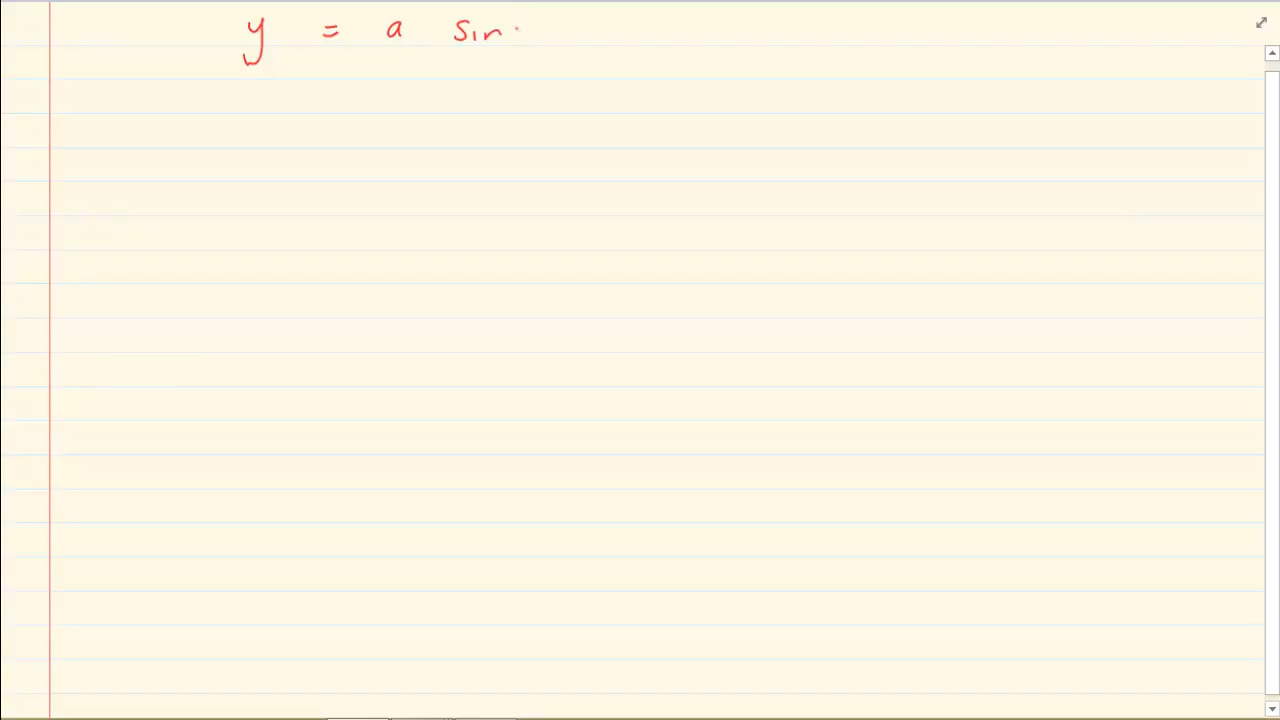 y = a sin